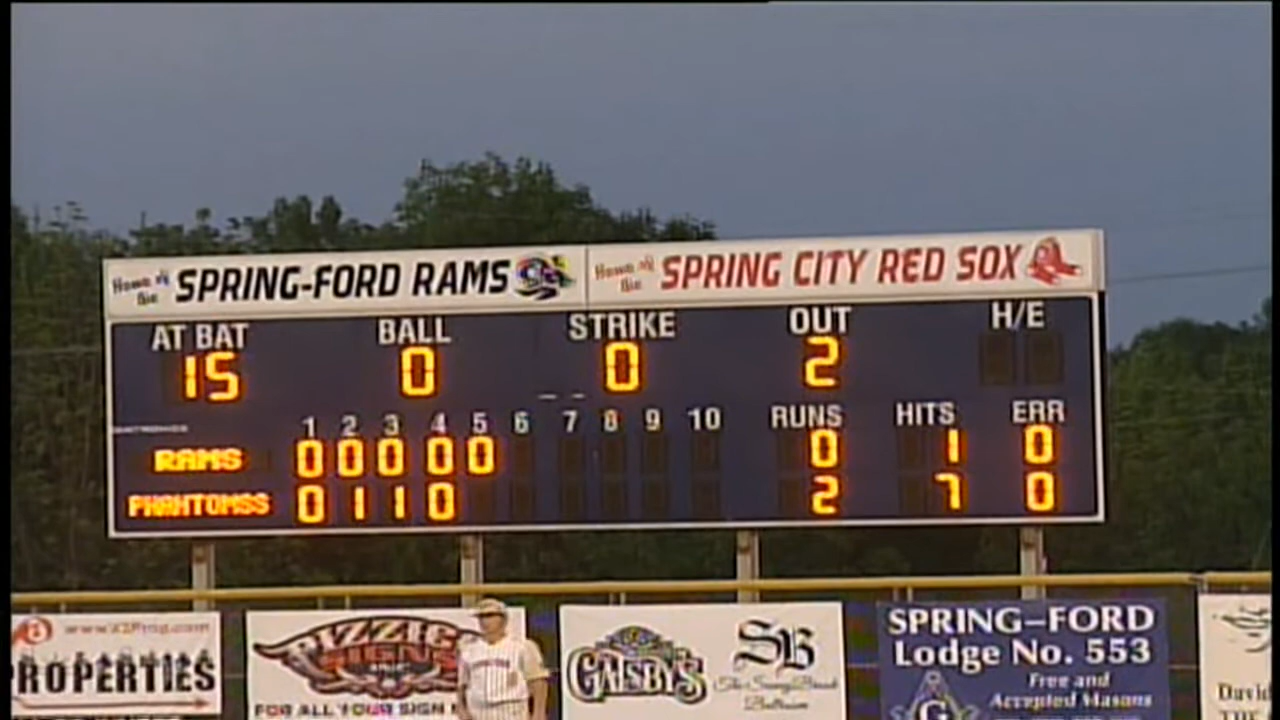 Home of the SPRING-FORD RAMS
Home of the SPRING CITY RED SOX
AT BAT BALL STRIKE OUT H/E
15 0 0 2
1 2 3 4 5 6 7 8 9 10 RUNS HITS ERR
RAMS 0 0 0 0 0 0 1 0
PHANTOMSS 0 1 1 0 2 7 0
PROPERTIES
FOR ALL YOUR SIGN
GATSBY'S
SB
SPRING-FORD
Lodge No. 553
Free and
Accepted Masons
G
David
THE